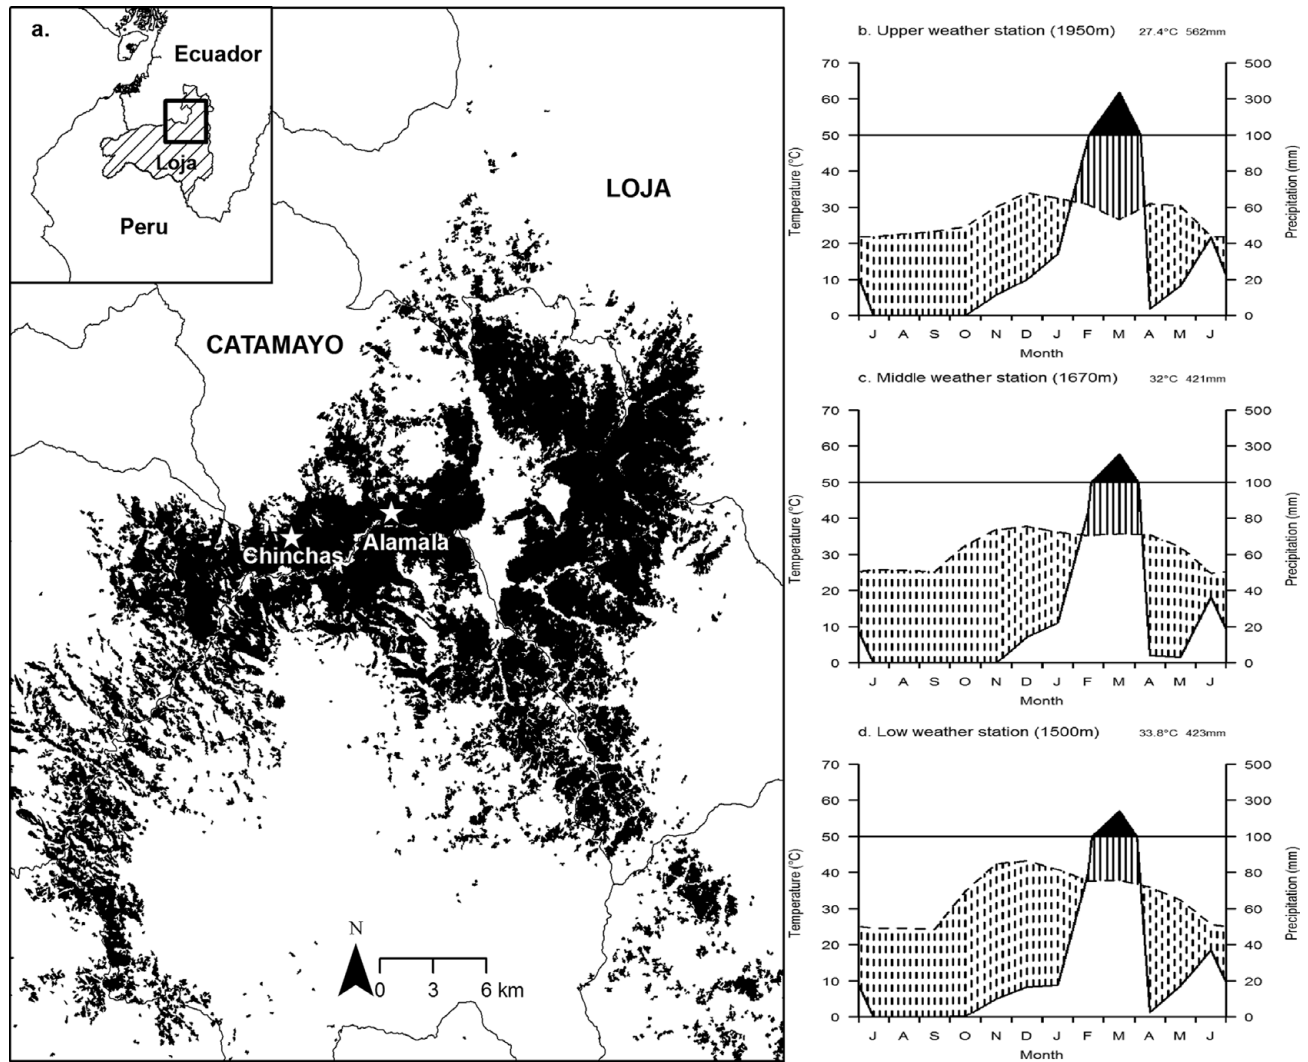 a.
Ecuador
Loja
Peru
LOJA
CATAMAYO
Chinchas
Alamala
N
0 3 6 km
b. Upper weather station (1950m) 27.4°C 562mm
70 500
60 300
50 100
40 80
30 60
20 40
10 20
0 0
Temperature (°C)
Precipitation (mm)
J A S O N D J F M A M J
Month
c. Middle weather station (1670m) 32°C 421mm
70 500
60 300
50 100
40 80
30 60
20 40
10 20
0 0
Temperature (°C)
Precipitation (mm)
J A S O N D J F M A M J
Month
d. Low weather station (1500m) 33.8°C 423mm
70 500
60 300
50 100
40 80
30 60
20 40
10 20
0 0
Temperature (°C)
Precipitation (mm)
J A S O N D J F M A M J
Month